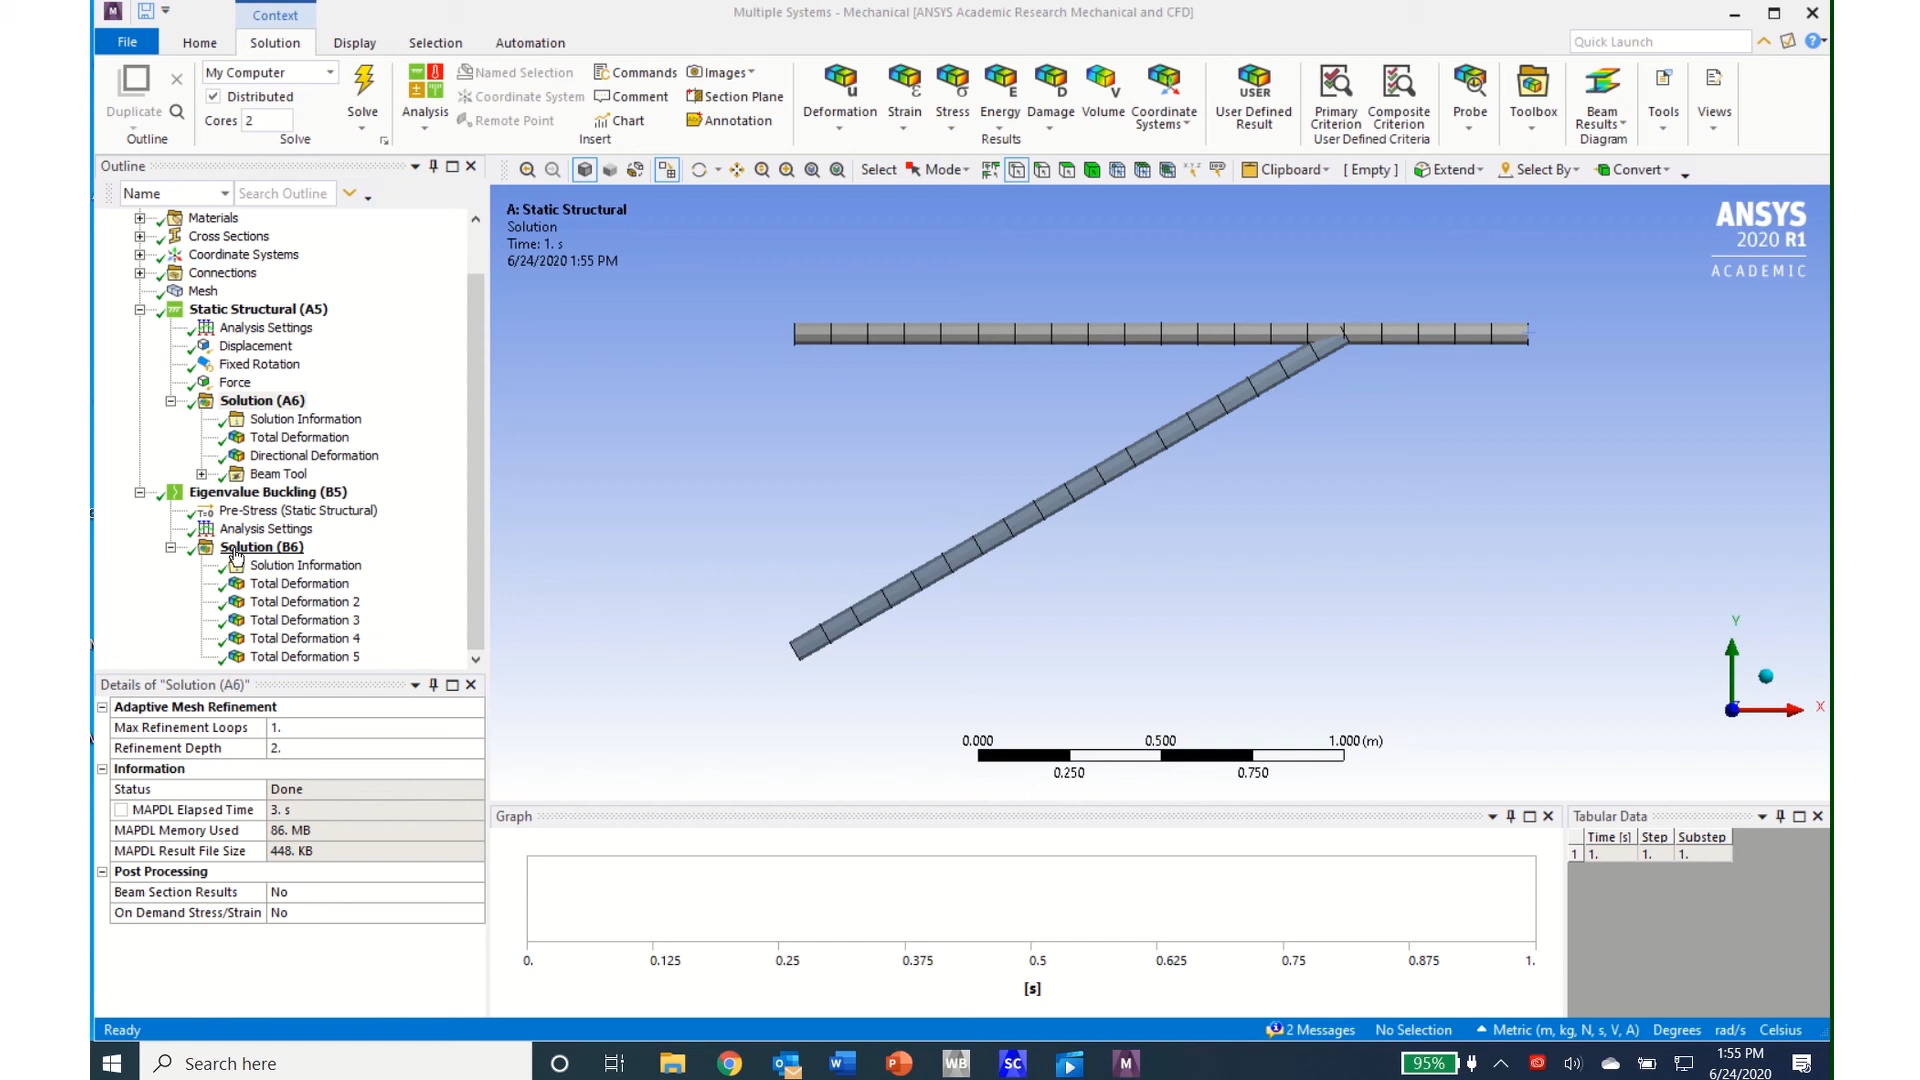 Context
Multiple Systems - Mechanical [ANSYS Academic Research Mechanical and CFD]
File Home Solution Display Selection Automation
Quick Launch
Duplicate
Outline
My Computer
Distributed
Cores 2
Solve
Solve
Analysis
Named Selection
Coordinate System
Remote Point
Commands
Comment
Chart
Images
Section Plane
Annotation
Insert
Deformation Strain Stress Energy Damage Volume Coordinate Systems
Results
USER
User Defined Result
Primary Criterion
Composite Criterion
User Defined Criteria
Probe
Toolbox
Beam Results
Diagram
Tools
Views
Outline
Name Search Outline
Select Mode Clipboard [ Empty ] Extend Select By Convert
Materials
Cross Sections
Coordinate Systems
Connections
Mesh
Static Structural (A5)
Analysis Settings
Displacement
Fixed Rotation
Force
Solution (A6)
Solution Information
Total Deformation
Directional Deformation
Beam Tool
Eigenvalue Buckling (B5)
Pre-Stress (Static Structural)
Analysis Settings
Solution (B6)
Solution Information
Total Deformation
Total Deformation 2
Total Deformation 3
Total Deformation 4
Total Deformation 5
Details of "Solution (A6)"
Adaptive Mesh Refinement
Max Refinement Loops 1.
Refinement Depth 2.
Information
Status Done
MAPDL Elapsed Time 3. s
MAPDL Memory Used 86. MB
MAPDL Result File Size 448. KB
Post Processing
Beam Section Results No
On Demand Stress/Strain No
A: Static Structural
Solution
Time: 1. s
6/24/2020 1:55 PM
ANSYS
2020 R1
ACADEMIC
Y
X
0.000 0.500 1.000 (m)
0.250 0.750
Graph
0. 0.125 0.25 0.375 0.5 0.625 0.75 0.875 1.
[s]
Tabular Data
Time [s] Step Substep
1 1. 1. 1.
Ready
2 Messages No Selection Metric (m, kg, N, s, V, A) Degrees rad/s Celsius
Search here
WB
SC
M
95%
1:55 PM
6/24/2020